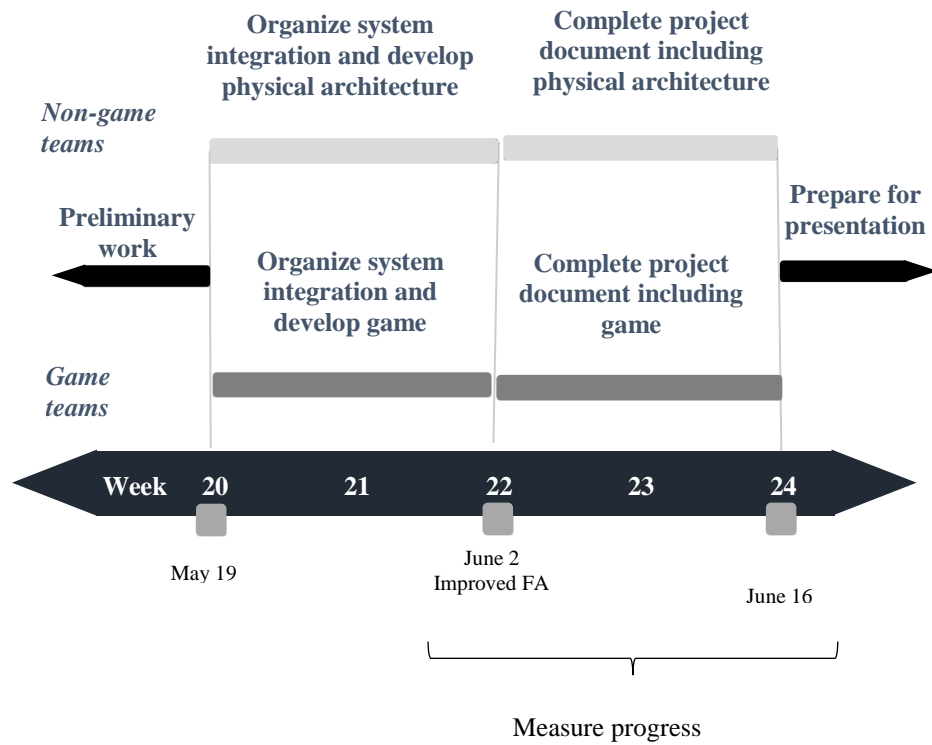 Organize system
integration and develop
physical architecture
Complete project
document including
physical architecture
Non-game
teams
Preliminary
work
Prepare for
presentation
Organize system
integration and
develop game
Complete project
document including
game
Game
teams
Week 20 21 22 23 24
May 19
June 2
Improved FA
June 16
Measure progress